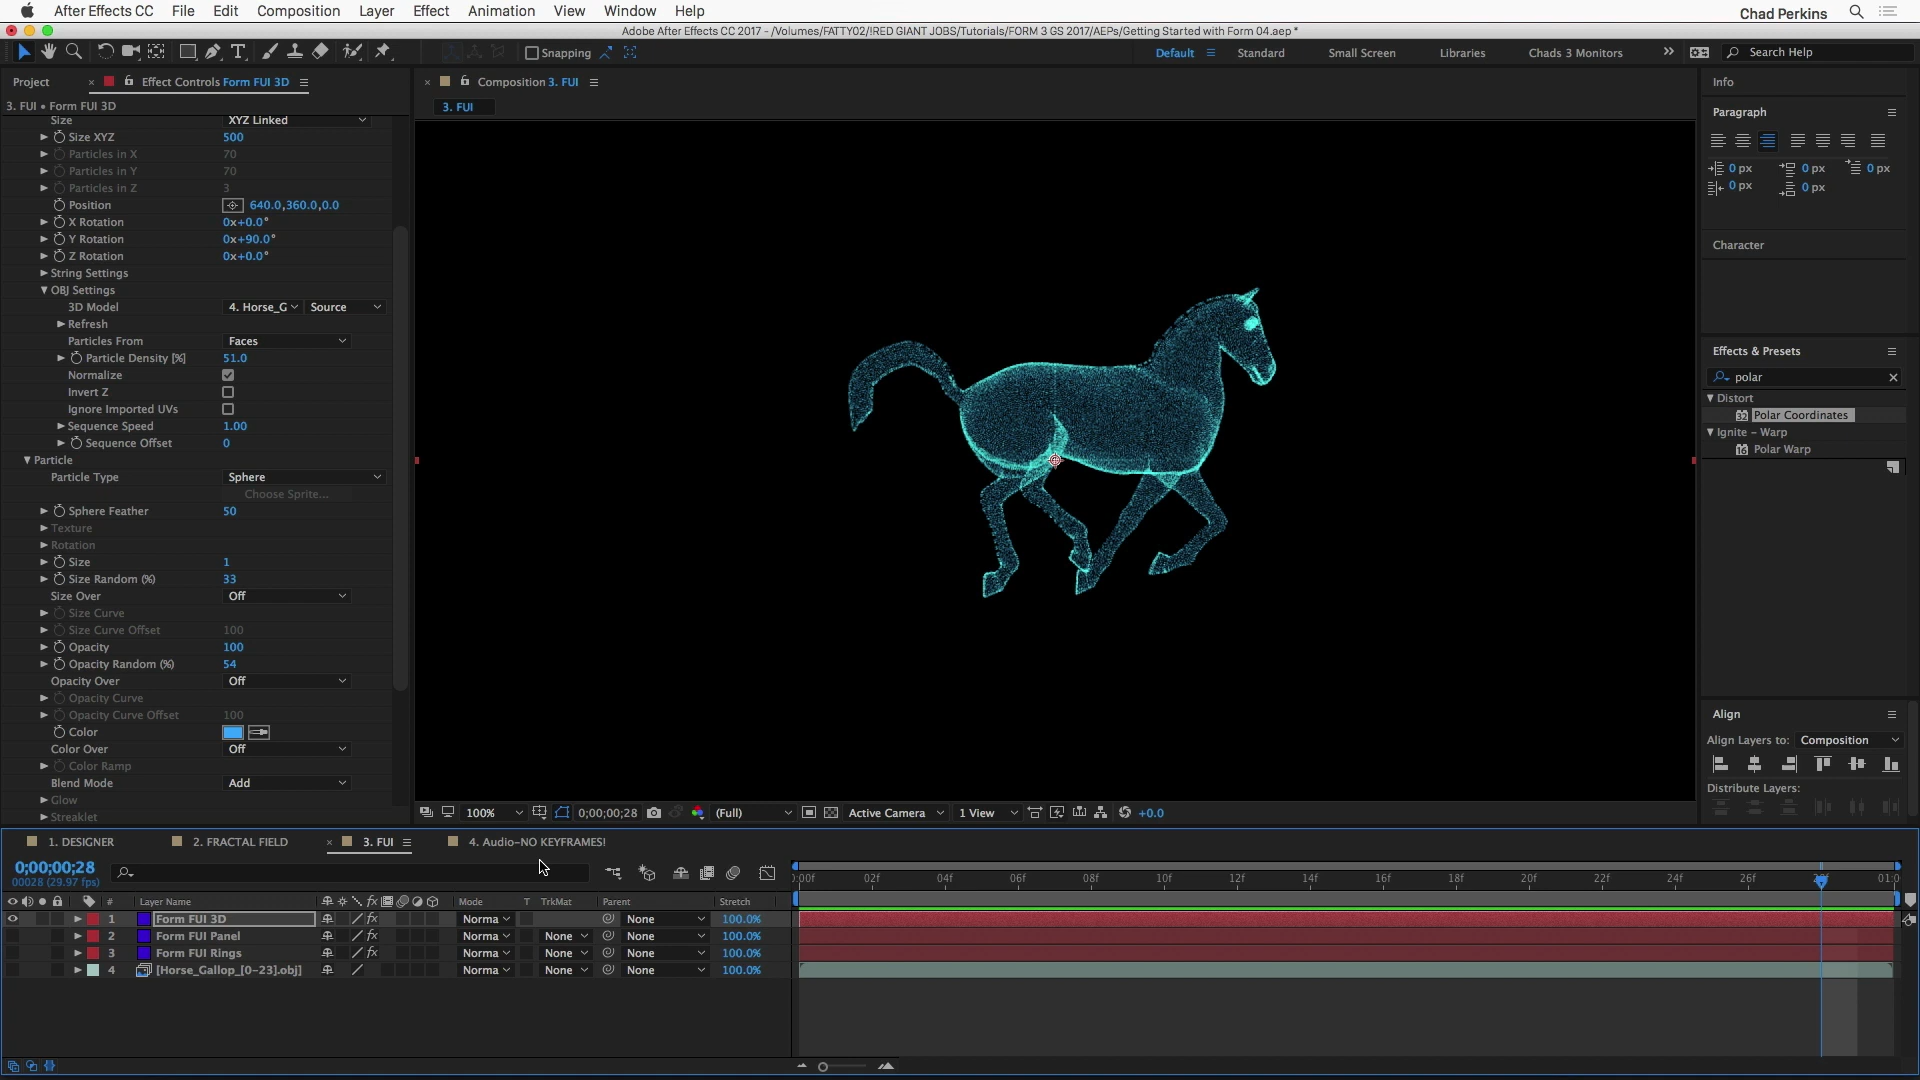 After Effects CC File Edit Composition Layer Effect Animation View Window Help Chad Perkins
Adobe After Effects CC 2017 - /Volumes/FATTY02/!RED GIANT JOBS/Tutorials/FORM 3 GS 2017/AEPs/Getting Started with Form 04.aep *
Snapping Default Standard Small Screen Libraries Chads 3 Monitors Search Help
Project Effect Controls Form FUI 3D
3. FUI • Form FUI 3D
Size XYZ Linked
Size XYZ 500
Particles in X 70
Particles in Y 70
Particles in Z 3
Position 640.0,360.0,0.0
X Rotation 0x+0.0°
Y Rotation 0x+90.0°
Z Rotation 0x+0.0°
String Settings
OBJ Settings
3D Model 4. Horse_G Source
Refresh
Particles From Faces
Particle Density [%] 51.0
Normalize
Invert Z
Ignore Imported UVs
Sequence Speed 1.00
Sequence Offset 0
Particle
Particle Type Sphere
Choose Sprite...
Sphere Feather 50
Texture
Rotation
Size 1
Size Random (%) 33
Size Over Off
Size Curve
Size Curve Offset 100
Opacity 100
Opacity Random (%) 54
Opacity Over Off
Opacity Curve
Opacity Curve Offset 100
Color
Color Over Off
Color Ramp
Blend Mode Add
Glow
Streaklet
Composition 3. FUI
3. FUI
100% 0;00;00;28 (Full) Active Camera 1 View +0.0
Info
Paragraph
0 px 0 px 0 px
0 px 0 px
Character
Effects & Presets
polar
Distort
32 Polar Coordinates
Ignite – Warp
16 Polar Warp
Align
Align Layers to: Composition
Distribute Layers:
1. DESIGNER 2. FRACTAL FIELD 3. FUI 4. Audio-NO KEYFRAMES!
0;00;00;28
00028 (29.97 fps)
:00f 02f 04f 06f 08f 10f 12f 14f 16f 18f 20f 22f 24f 26f 01:0
# Layer Name fx Mode T TrkMat Parent Stretch
1 Form FUI 3D fx Norma None 100.0%
2 Form FUI Panel fx Norma None None 100.0%
3 Form FUI Rings fx Norma None None 100.0%
4 [Horse_Gallop_[0-23].obj] Norma None None 100.0%